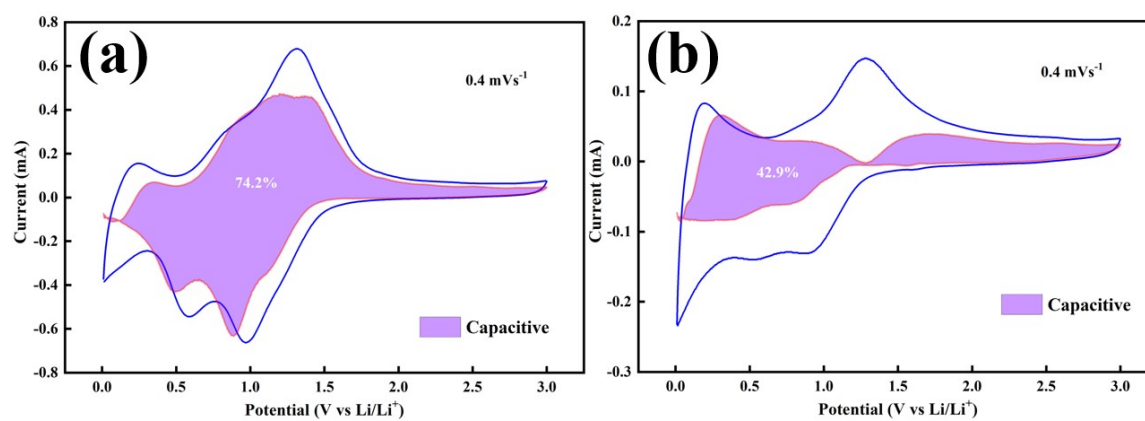 (a)
0.4 mVs⁻¹
74.2%
Capacitive
Current (mA)
0.8
0.6
0.4
0.2
0.0
-0.2
-0.4
-0.6
-0.8
0.0 0.5 1.0 1.5 2.0 2.5 3.0
Potential (V vs Li/Li⁺)
(b)
0.4 mVs⁻¹
42.9%
Capacitive
Current (mA)
0.2
0.1
0.0
-0.1
-0.2
-0.3
0.0 0.5 1.0 1.5 2.0 2.5 3.0
Potential (V vs Li/Li⁺)